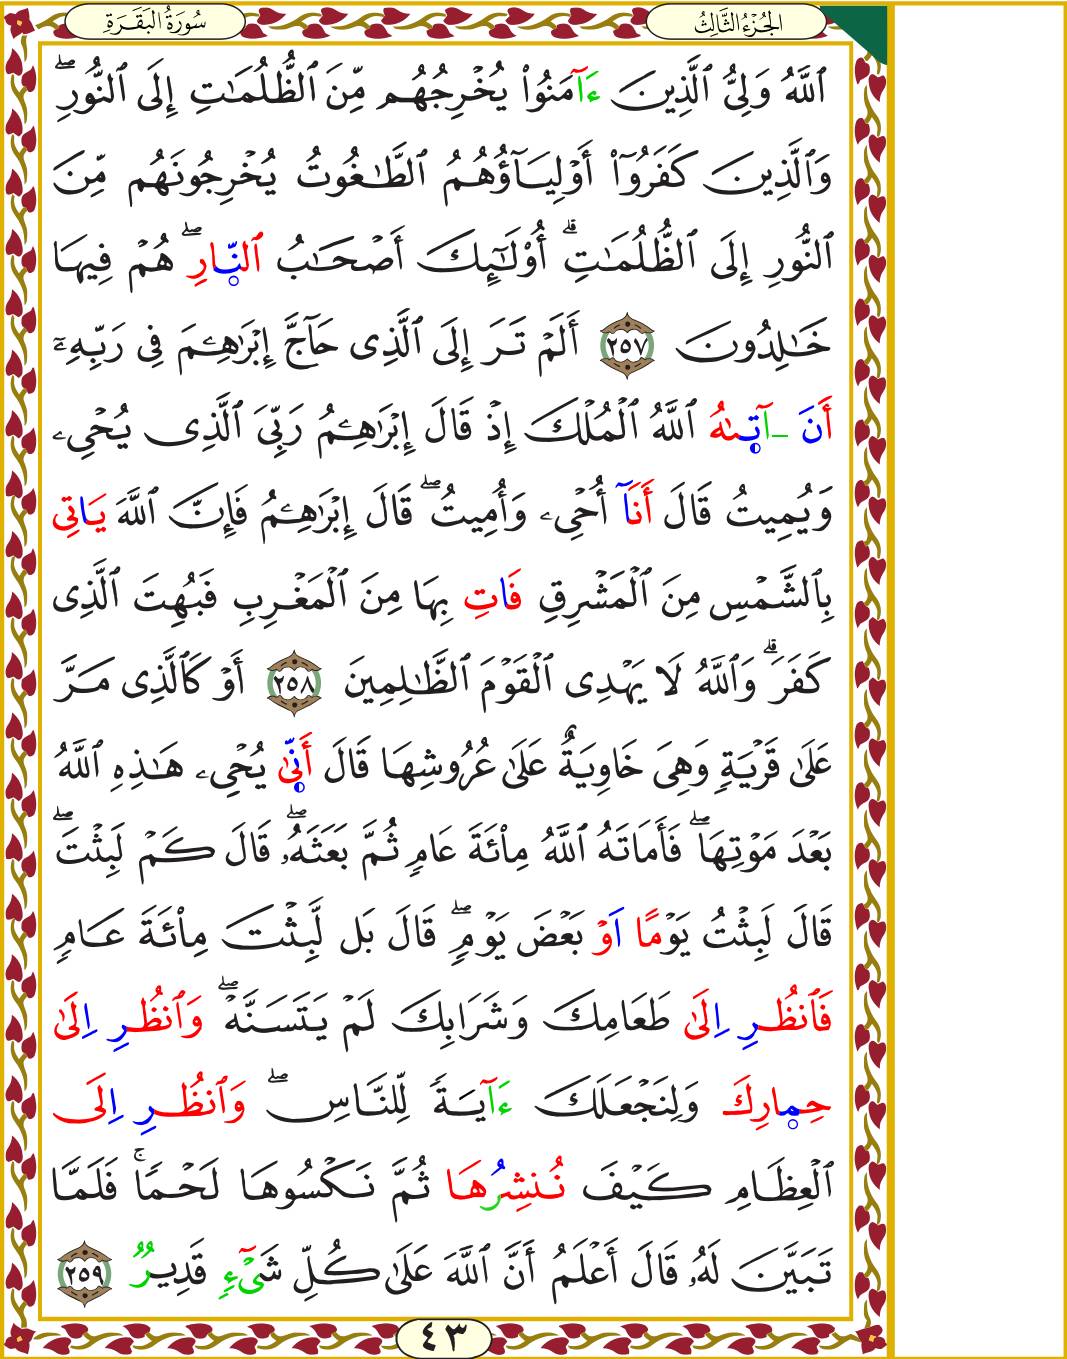 سُورَةُ البَقَرَةِ
الجُزْءُ الثَّالِثُ
ٱللَّهُ وَلِيُّ ٱلَّذِينَ ءَآمَنُوا۟ يُخْرِجُهُم مِّنَ ٱلظُّلُمَـٰتِ إِلَى ٱلنُّورِۖ
وَٱلَّذِينَ كَفَرُوٓا۟ أَوْلِيَآؤُهُمُ ٱلطَّـٰغُوتُ يُخْرِجُونَهُم مِّنَ
ٱلنُّورِ إِلَى ٱلظُّلُمَـٰتِۗ أُو۟لَـٰٓئِكَ أَصْحَـٰبُ ٱلنّ۪ارِۖ هُمْ فِيهَا
خَـٰلِدُونَ ٢٥٧ أَلَمْ تَرَ إِلَى ٱلَّذِى حَآجَّ إِبْرَٰهِـۧمَ فِى رَبِّهِۦٓ
أَنَ ـآتٜىٰهُ ٱللَّهُ ٱلْمُلْكَ إِذْ قَالَ إِبْرَٰهِـۧمُ رَبِّىَ ٱلَّذِى يُحْىِۦ
وَيُمِيتُ قَالَ أَنَآ أُحْىِۦ وَأُمِيتُۖ قَالَ إِبْرَٰهِـۧمُ فَإِنَّ ٱللَّهَ يَاتِى
بِٱلشَّمْسِ مِنَ ٱلْمَشْرِقِ فَاتِ بِهَا مِنَ ٱلْمَغْرِبِ فَبُهِتَ ٱلَّذِى
كَفَرَۗ وَٱللَّهُ لَا يَهْدِى ٱلْقَوْمَ ٱلظَّـٰلِمِينَ ٢٥٨ أَوْ كَٱلَّذِى مَرَّ
عَلَىٰ قَرْيَةٍ وَهِىَ خَاوِيَةٌ عَلَىٰ عُرُوشِهَا قَالَ أَنّٜىٰ يُحْىِۦ هَـٰذِهِ ٱللَّهُ
بَعْدَ مَوْتِهَاۖ فَأَمَاتَهُ ٱللَّهُ مِا۟ئَةَ عَامٍ ثُمَّ بَعَثَهُۥۖ قَالَ كَمْ لَبِثْتَۖ
قَالَ لَبِثْتُ يَوْمًا اَوْ بَعْضَ يَوْمٍۖ قَالَ بَل لَّبِثْتَ مِا۟ئَةَ عَامٍ
فَٱنظُرِ اِلَىٰ طَعَامِكَ وَشَرَابِكَ لَمْ يَتَسَنَّهْۖ وَٱنظُرِ اِلَىٰ
حِم۪ارِكَ وَلِنَجْعَلَكَ ءَآيَةً لِّلنَّاسِۖ وَٱنظُرِ اِلَى
ٱلْعِظَامِ كَيْفَ نُنشِرُهَا ثُمَّ نَكْسُوهَا لَحْمًاۚ فَلَمَّا
تَبَيَّنَ لَهُۥ قَالَ أَعْلَمُ أَنَّ ٱللَّهَ عَلَىٰ كُلِّ شَىْٓءٍ قَدِيرٌ ٢٥٩
٤٣